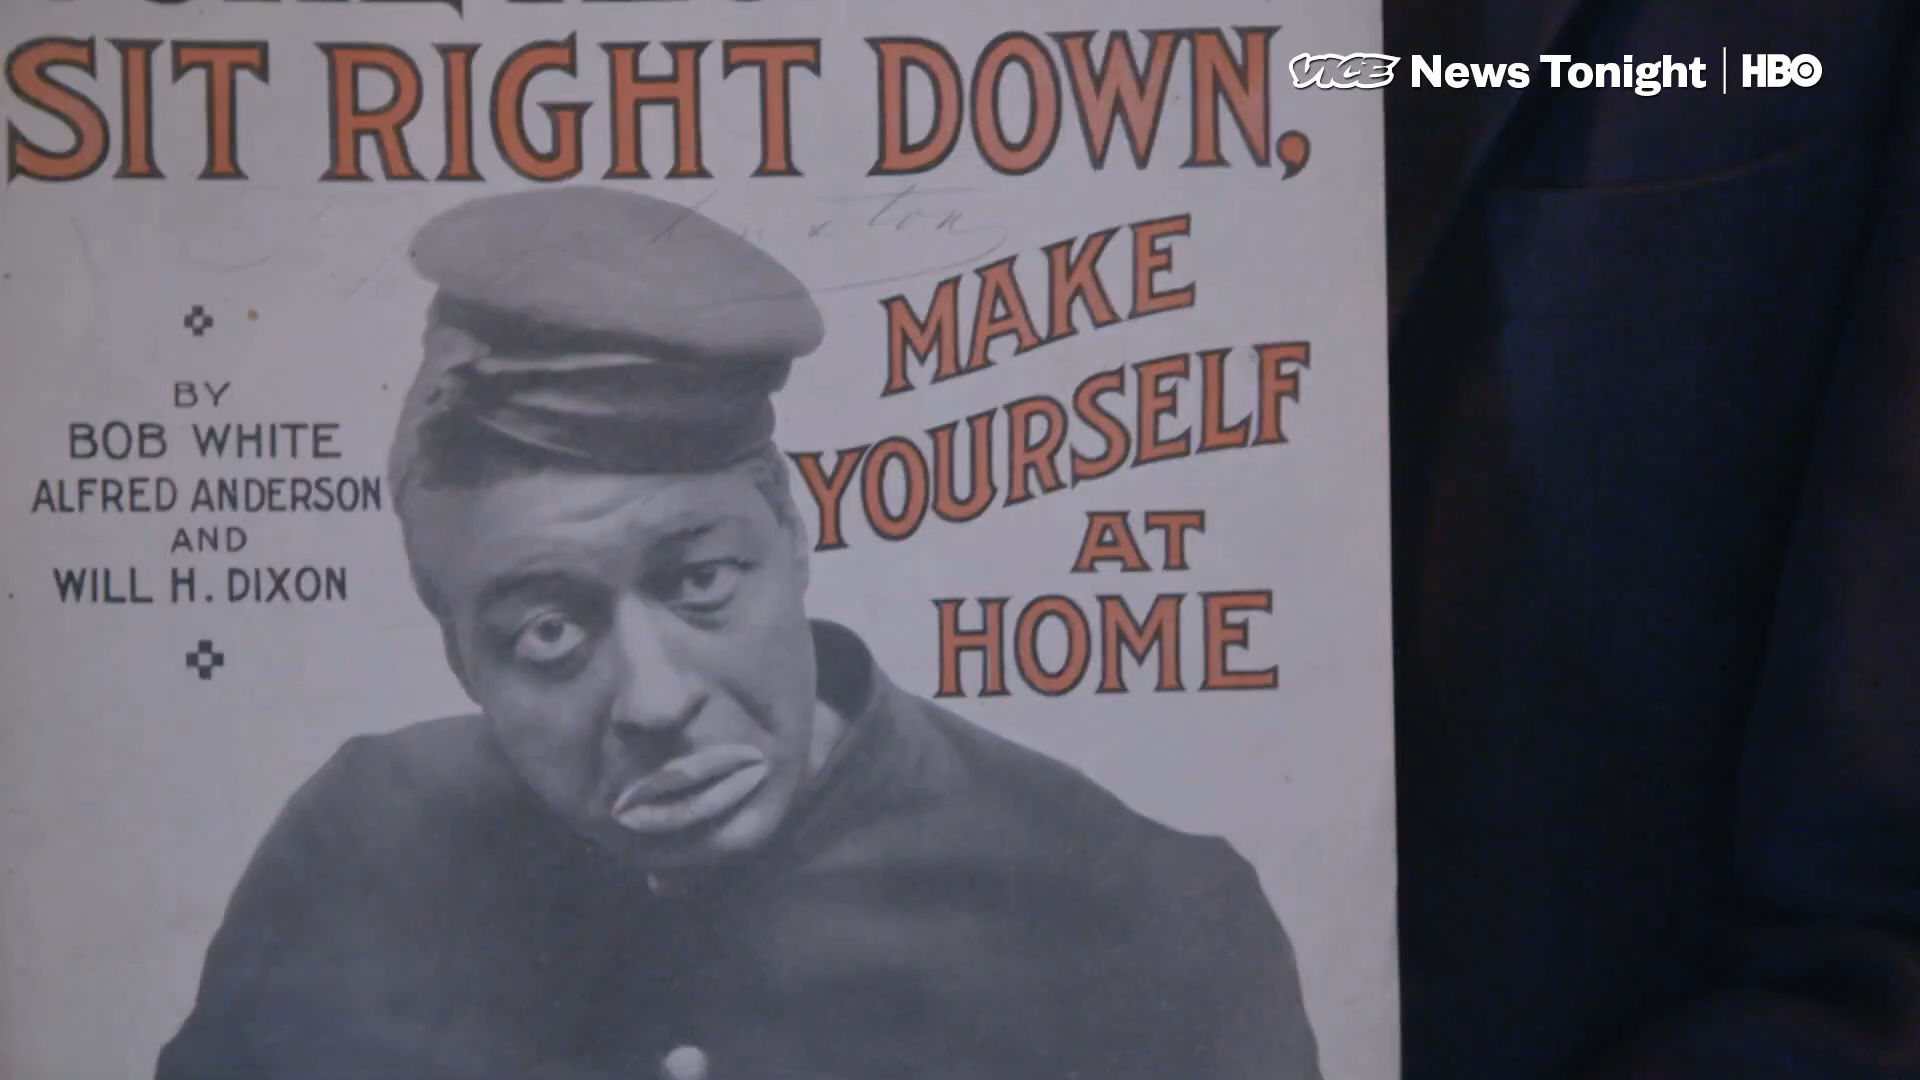 SIT RIGHT DOWN,
VICE News Tonight | HBO
MAKE
YOURSELF
AT
HOME
BY
BOB WHITE
ALFRED ANDERSON
AND
WILL H. DIXON